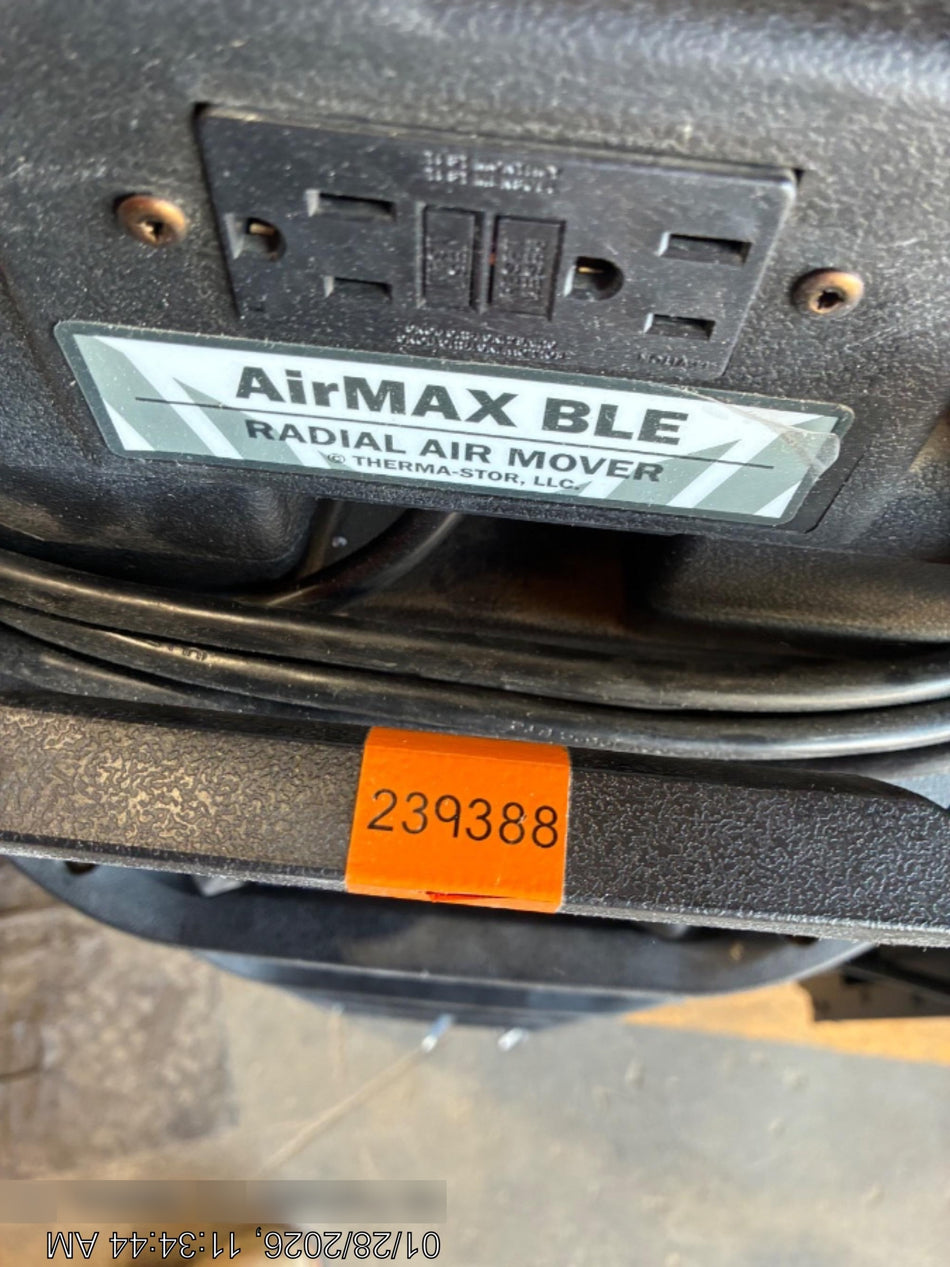 AirMAX BLE
RADIAL AIR MOVER
© THERMA-STOR, LLC.
239388
01/28/2026, 11:34:44 AM